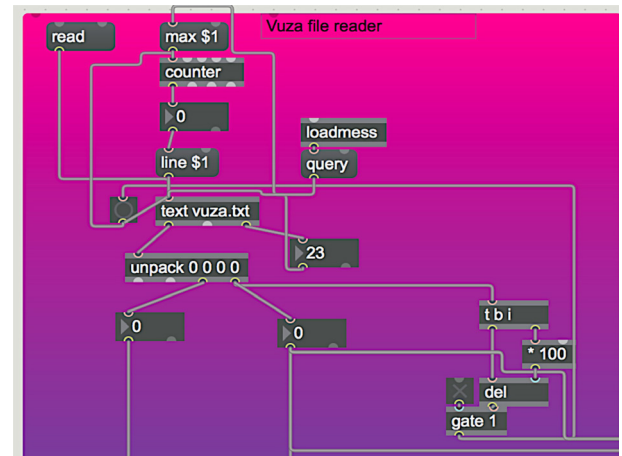 Vuza file reader
read
max $1
counter
0
loadmess
line $1
query
text vuza.txt
23
unpack 0 0 0 0
0
0
t b i
* 100
del
gate 1